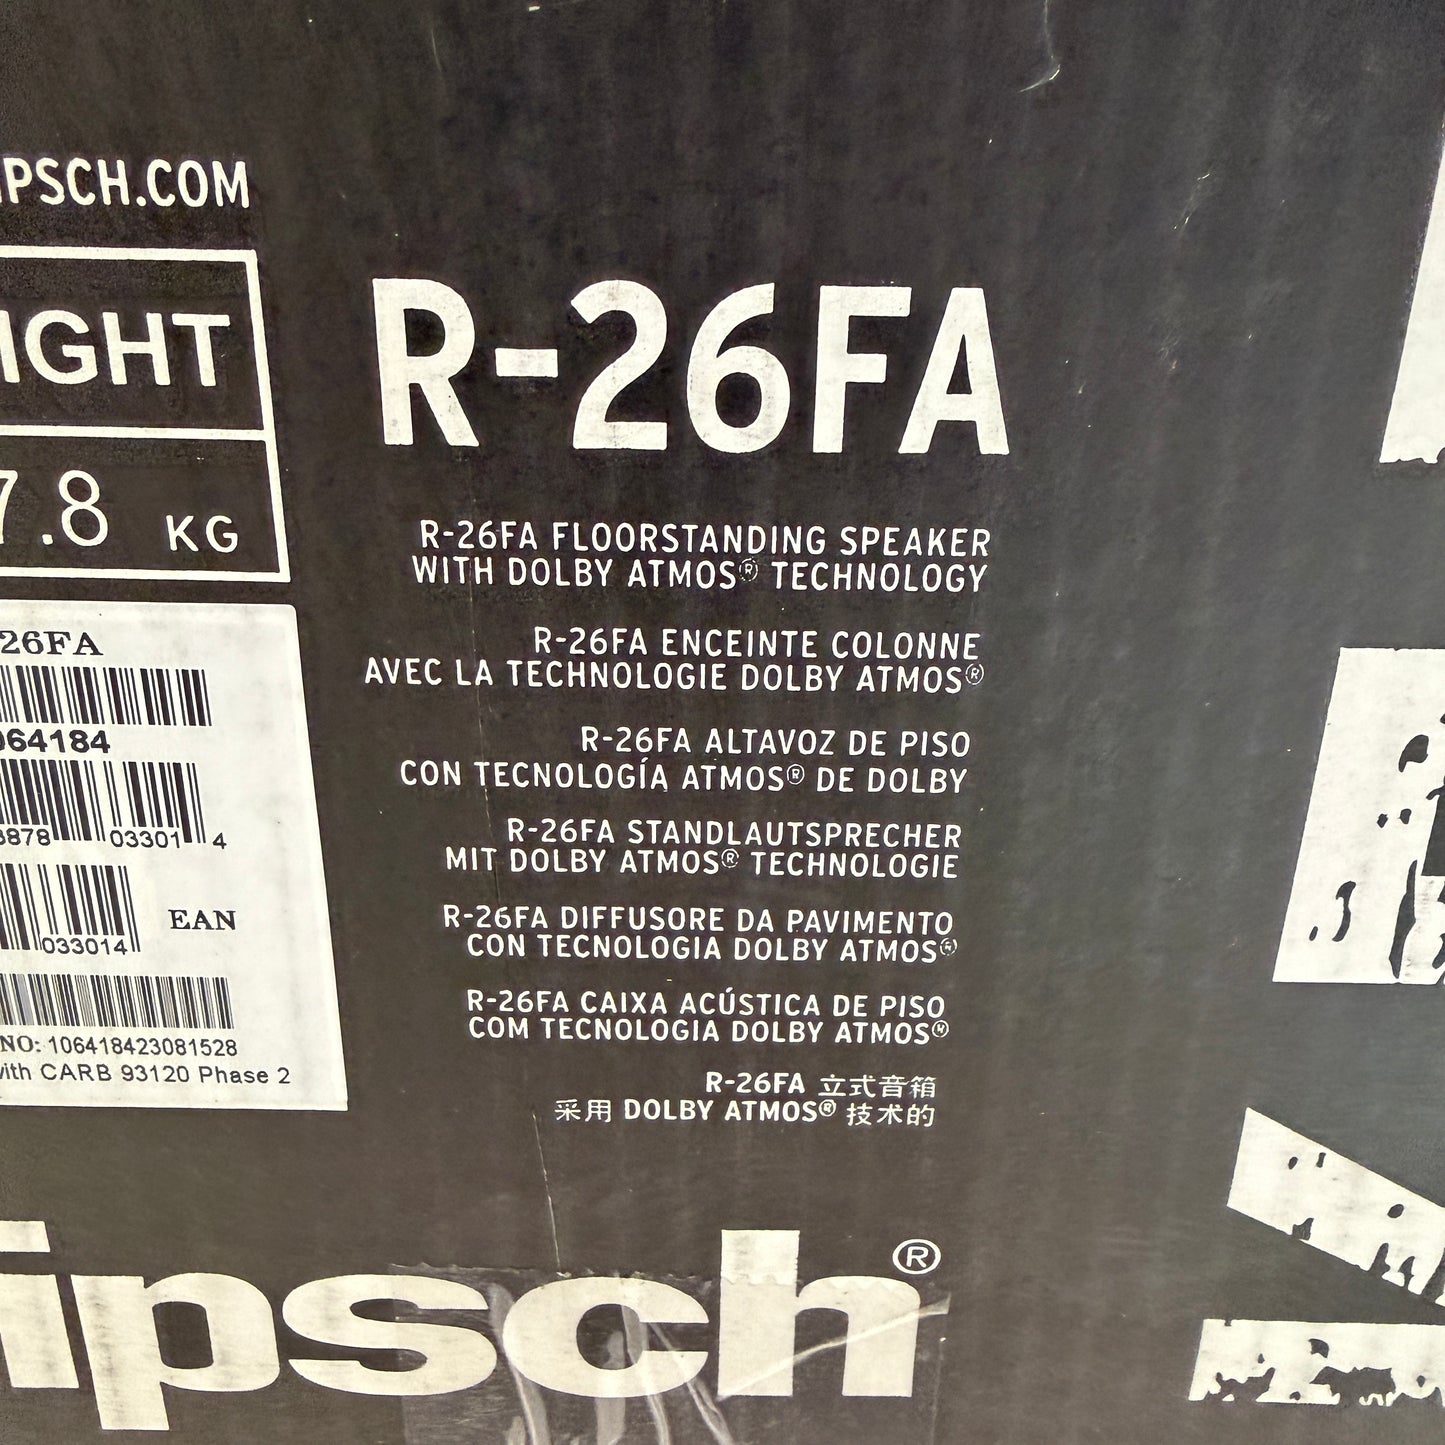 IPSCH.COM
IGHT
7.8 KG
R-26FA
R-26FA FLOORSTANDING SPEAKER
WITH DOLBY ATMOS® TECHNOLOGY
R-26FA ENCEINTE COLONNE
AVEC LA TECHNOLOGIE DOLBY ATMOS®
R-26FA ALTAVOZ DE PISO
CON TECNOLOGÍA ATMOS® DE DOLBY
R-26FA STANDLAUTSPRECHER
MIT DOLBY ATMOS® TECHNOLOGIE
R-26FA DIFFUSORE DA PAVIMENTO
CON TECNOLOGIA DOLBY ATMOS®
R-26FA CAIXA ACÚSTICA DE PISO
COM TECNOLOGIA DOLBY ATMOS®
R-26FA 立式音箱
采用 DOLBY ATMOS® 技术的
26FA
064184
3878 03301 4
033014 EAN
NO: 106418423081528
with CARB 93120 Phase 2
lipsch®